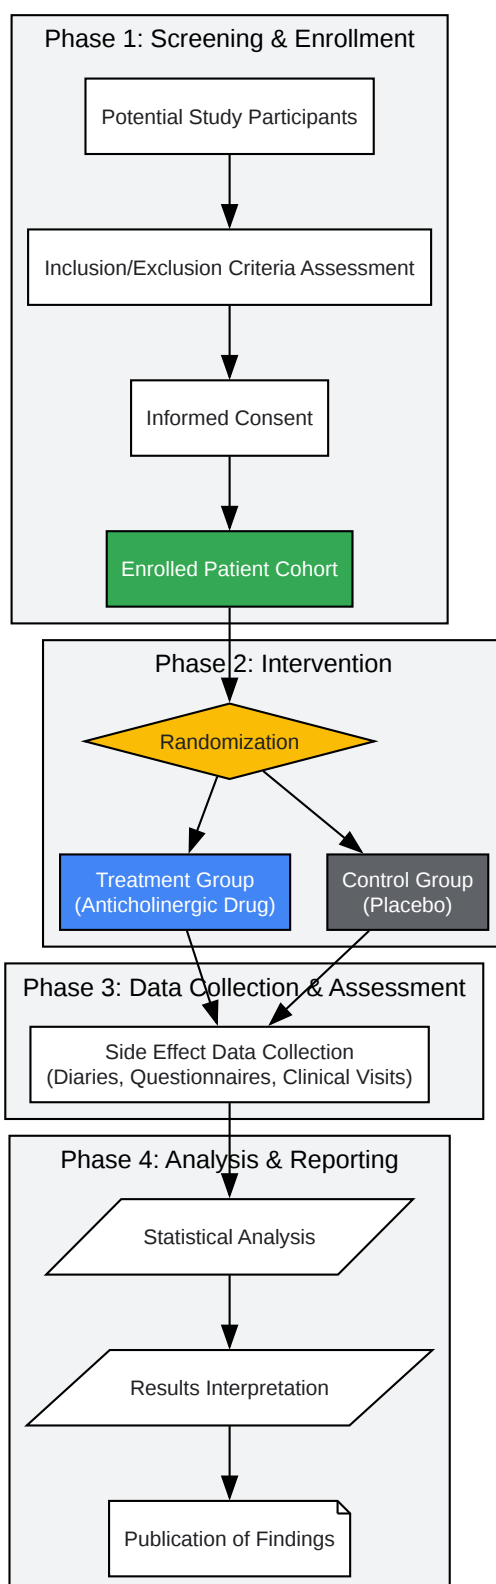 Phase 1: Screening & Enrollment
Potential Study Participants
Inclusion/Exclusion Criteria Assessment
Informed Consent
Enrolled Patient Cohort
Phase 2: Intervention
Randomization
Treatment Group
(Anticholinergic Drug)
Control Group
(Placebo)
Phase 3: Data Collection & Assessment
Side Effect Data Collection
(Diaries, Questionnaires, Clinical Visits)
Phase 4: Analysis & Reporting
Statistical Analysis
Results Interpretation
Publication of Findings